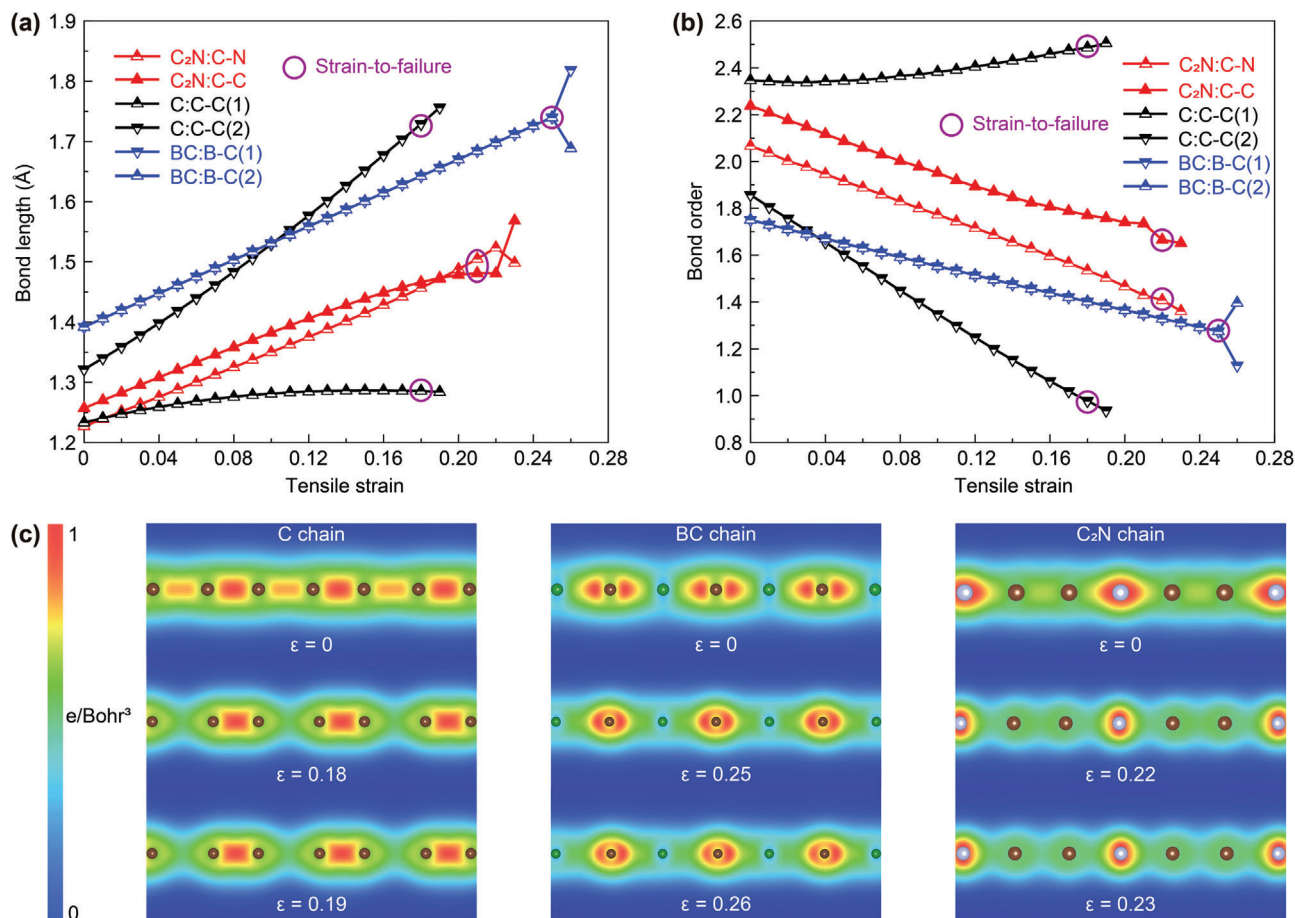 (a)
1.9
1.8
1.7
1.6
1.5
1.4
1.3
1.2
Bond length (Å)
C₂N:C-N
C₂N:C-C
C:C-C(1)
C:C-C(2)
BC:B-C(1)
BC:B-C(2)
Strain-to-failure
0 0.04 0.08 0.12 0.16 0.20 0.24 0.28
Tensile strain
(b)
2.6
2.4
2.2
2.0
1.8
1.6
1.4
1.2
1.0
0.8
Bond order
C₂N:C-N
C₂N:C-C
C:C-C(1)
C:C-C(2)
BC:B-C(1)
BC:B-C(2)
Strain-to-failure
0 0.04 0.08 0.12 0.16 0.20 0.24 0.28
Tensile strain
(c)
1
e/Bohr³
0
C chain
ε = 0
ε = 0.18
ε = 0.19
BC chain
ε = 0
ε = 0.25
ε = 0.26
C₂N chain
ε = 0
ε = 0.22
ε = 0.23